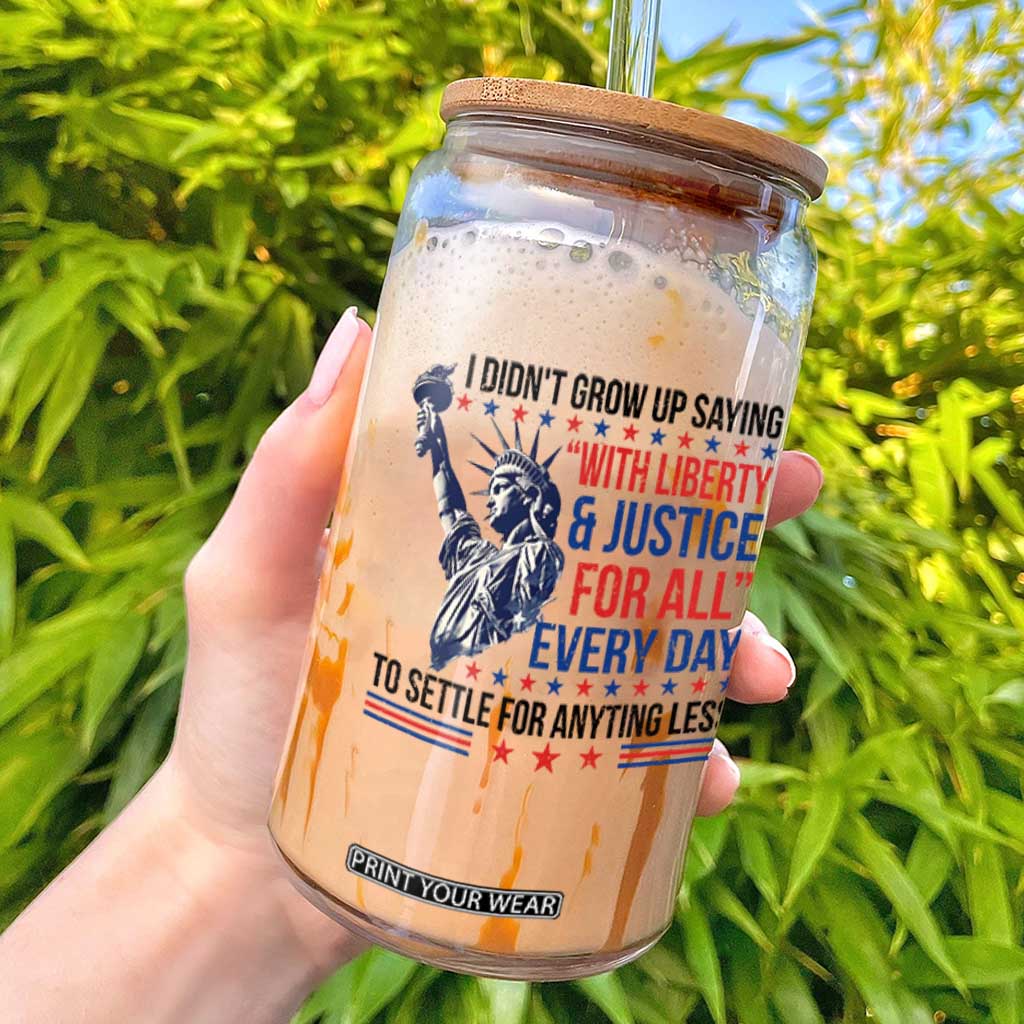 I DIDN'T GROW UP SAYING
“WITH LIBERTY
& JUSTICE
FOR ALL”
EVERY DAY
TO SETTLE FOR ANYTING LESS
PRINT YOUR WEAR